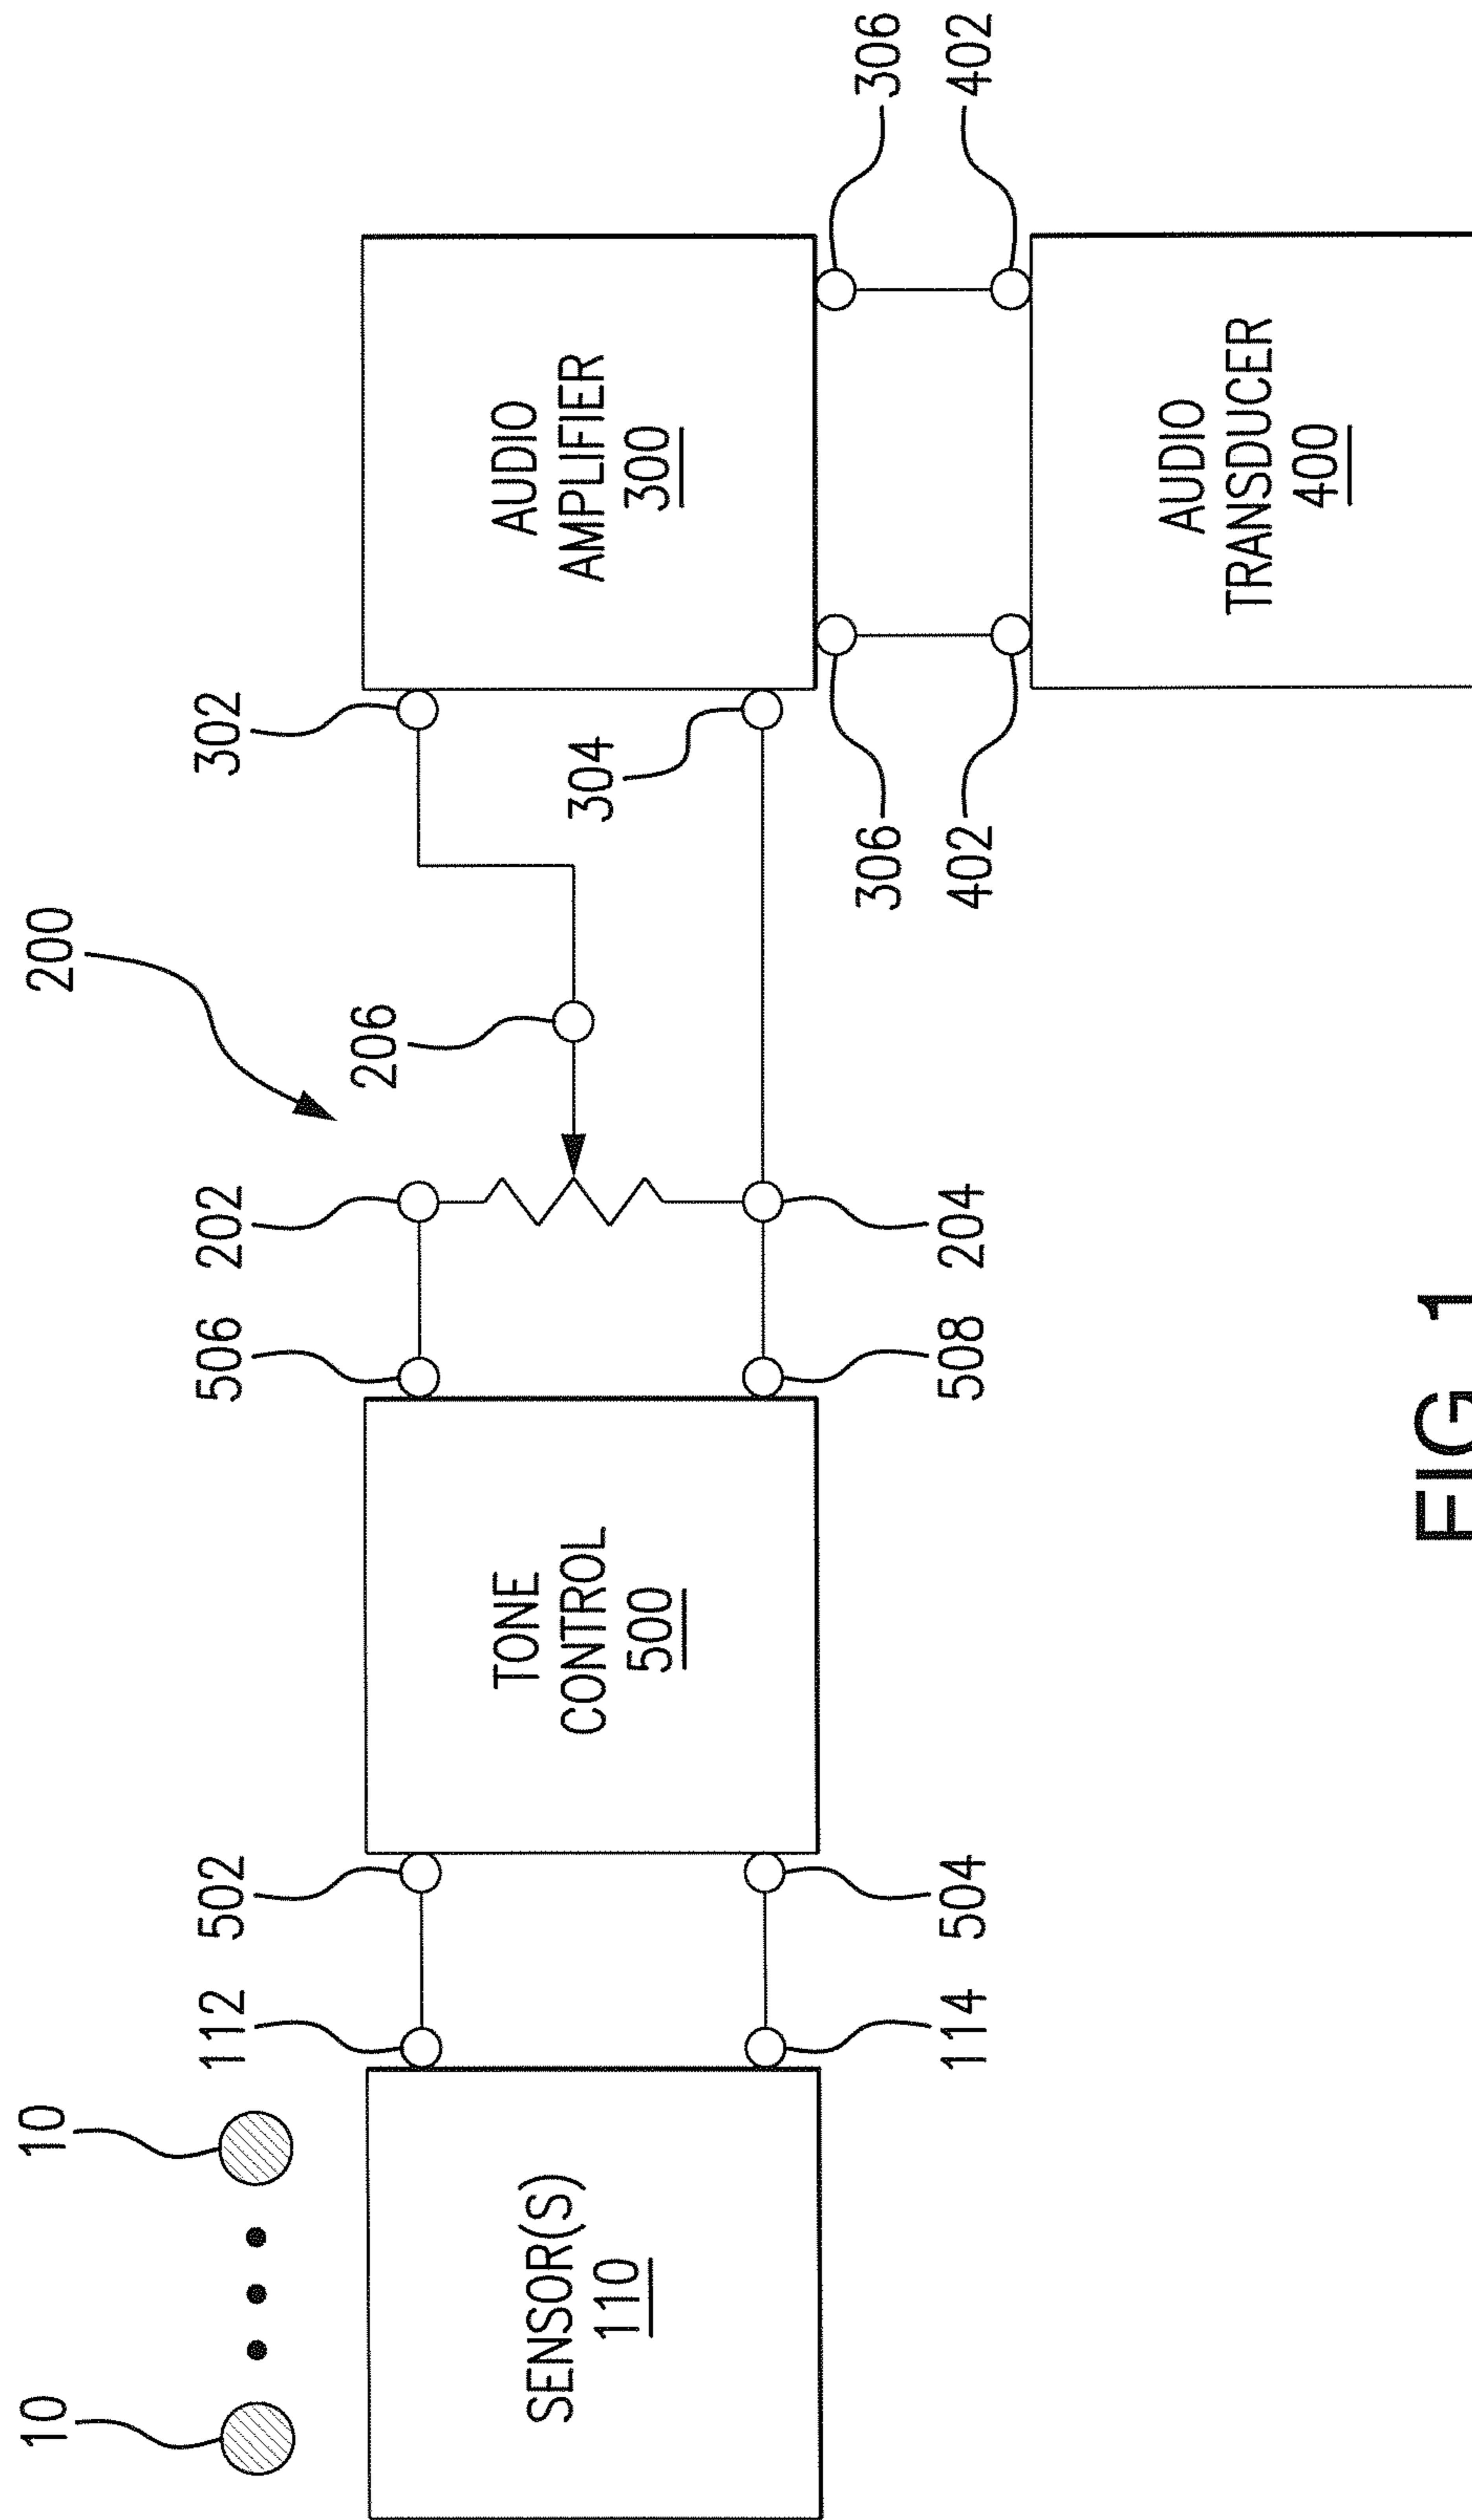 200
10
10
206
302
112
502
506
202
SENSOR(S)
110
TONE
CONTROL
500
AUDIO
AMPLIFIER
300
304
114
504
508
204
306
306
402
402
AUDIO
TRANSDUCER
400
FIG. 1